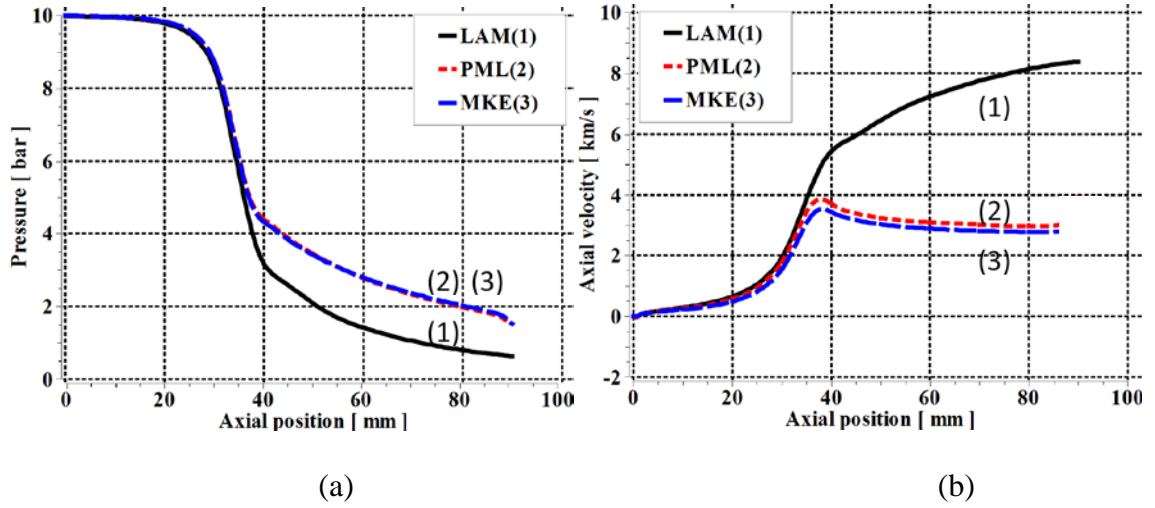 10
8
6
4
2
0
Pressure [ bar ]
LAM(1)
PML(2)
MKE(3)
(2) (3)
(1)
0 20 40 60 80 100
Axial position [ mm ]
(a)
10
8
6
4
2
0
-2
Axial velocity [ km/s ]
LAM(1)
PML(2)
MKE(3)
(1)
(2)
(3)
0 20 40 60 80 100
Axial position [ mm ]
(b)